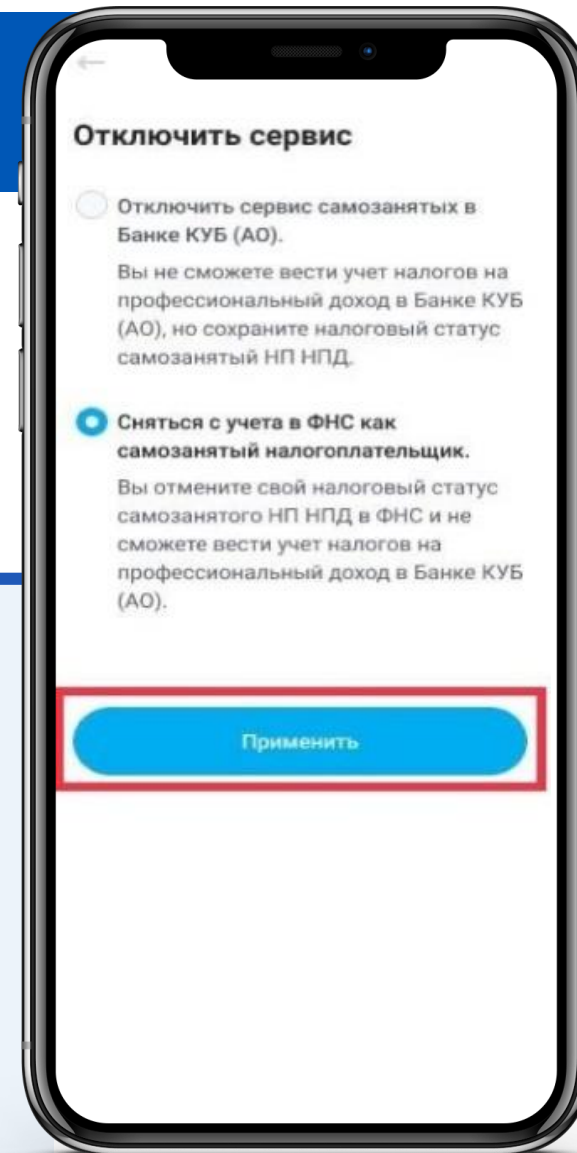 Отключить сервис
Отключить сервис самозанятых в
Банке КУБ (АО).
Вы не сможете вести учет налогов на
профессиональный доход в Банке КУБ
(АО), но сохраните налоговый статус
самозанятый НП НПД.
Сняться с учета в ФНС как
самозанятый налогоплательщик.
Вы отмените свой налоговый статус
самозанятого НП НПД в ФНС и не
сможете вести учет налогов на
профессиональный доход в Банке КУБ
(АО).
Применить